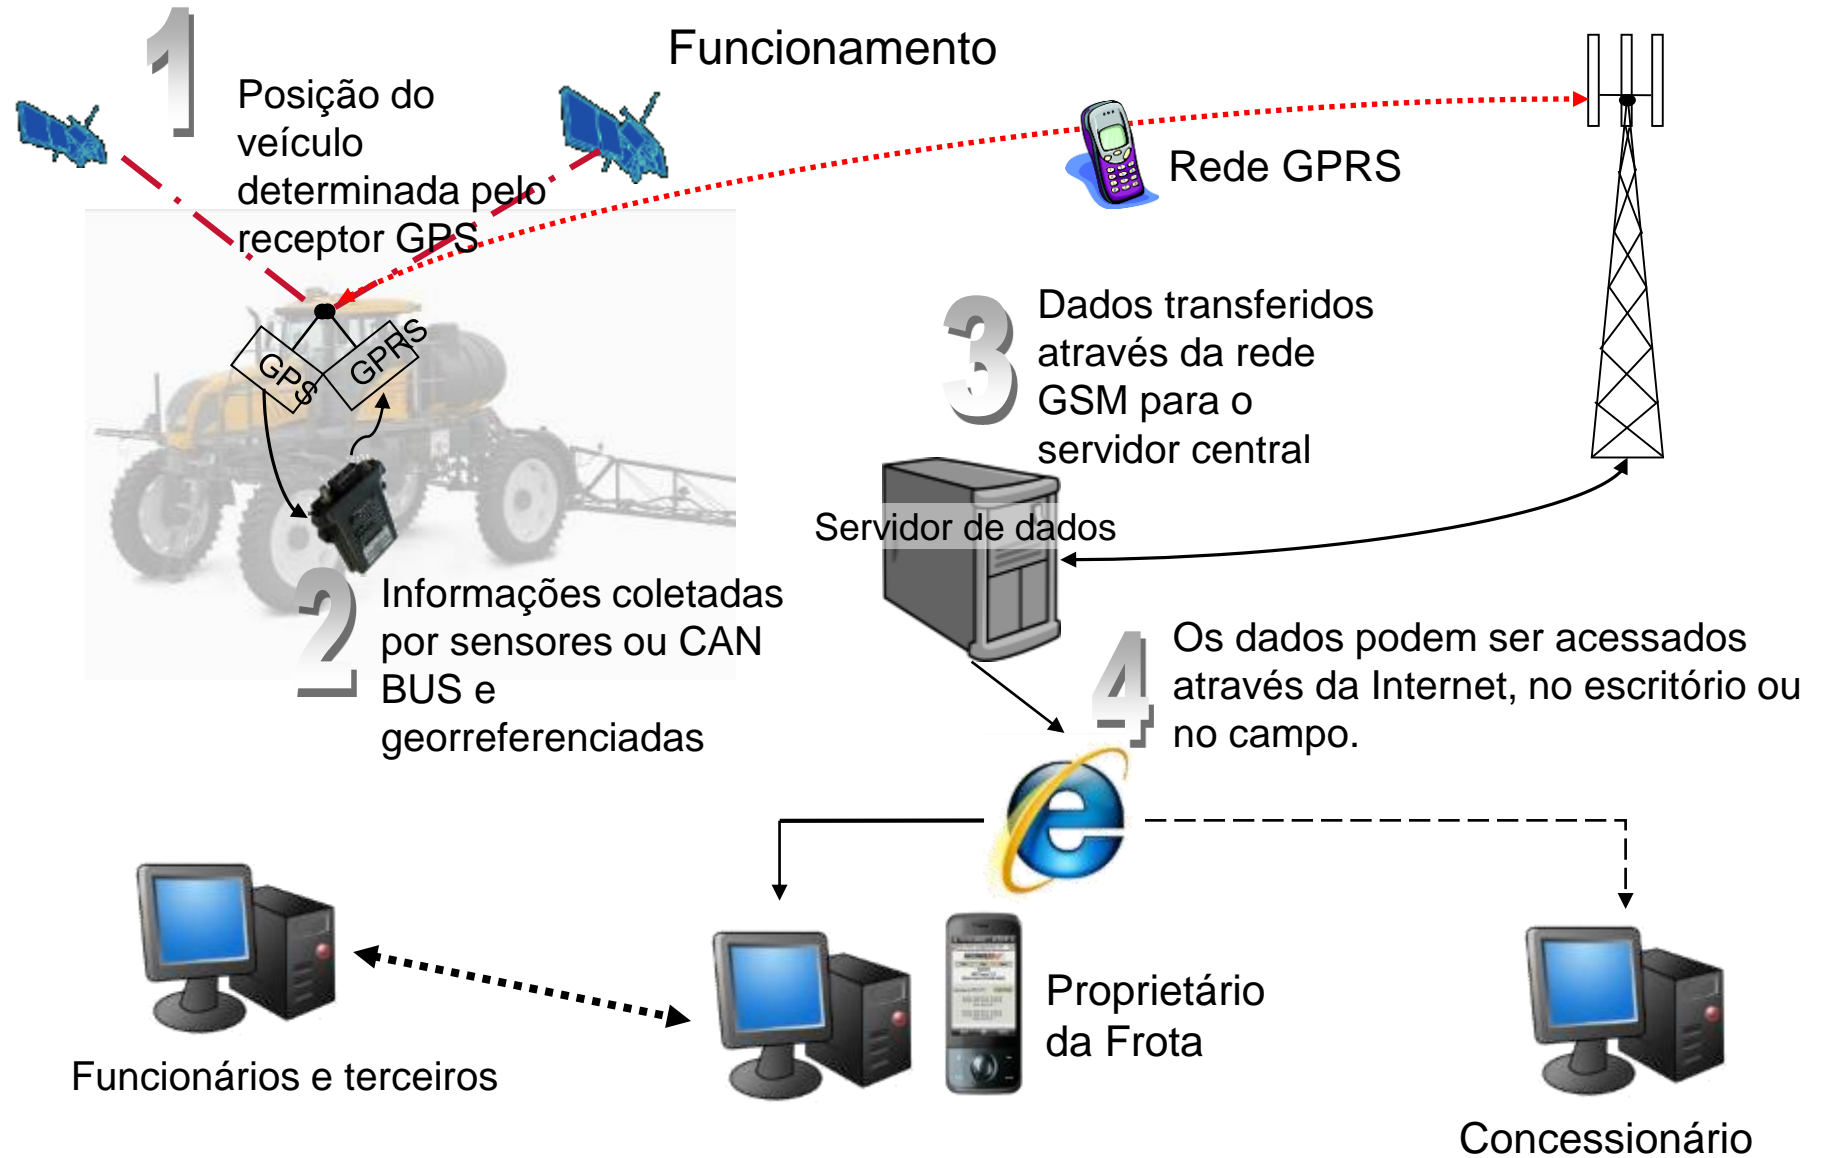 Funcionamento
1
Posição do
veículo
determinada pelo
receptor GPS
Rede GPRS
GPS
GPRS
3
Dados transferidos
através da rede
GSM para o
servidor central
Servidor de dados
2
Informações coletadas
por sensores ou CAN
BUS e
georreferenciadas
4
Os dados podem ser acessados
através da Internet, no escritório ou
no campo.
Proprietário
da Frota
Funcionários e terceiros
Concessionário